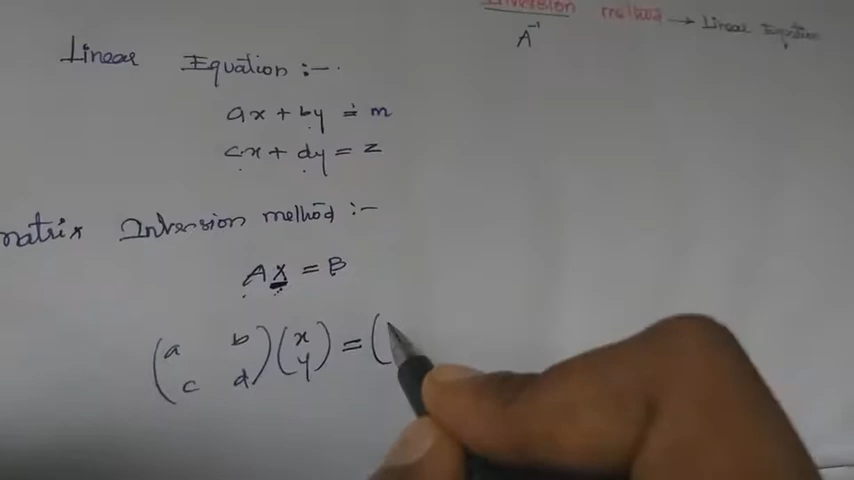 Inversion method → Linear Equation
A⁻¹
Linear Equation :-
ax + by = m
cx + dy = z
matrix Inversion method :-
AX = B
(a b) (x) = (
(c d) (y)